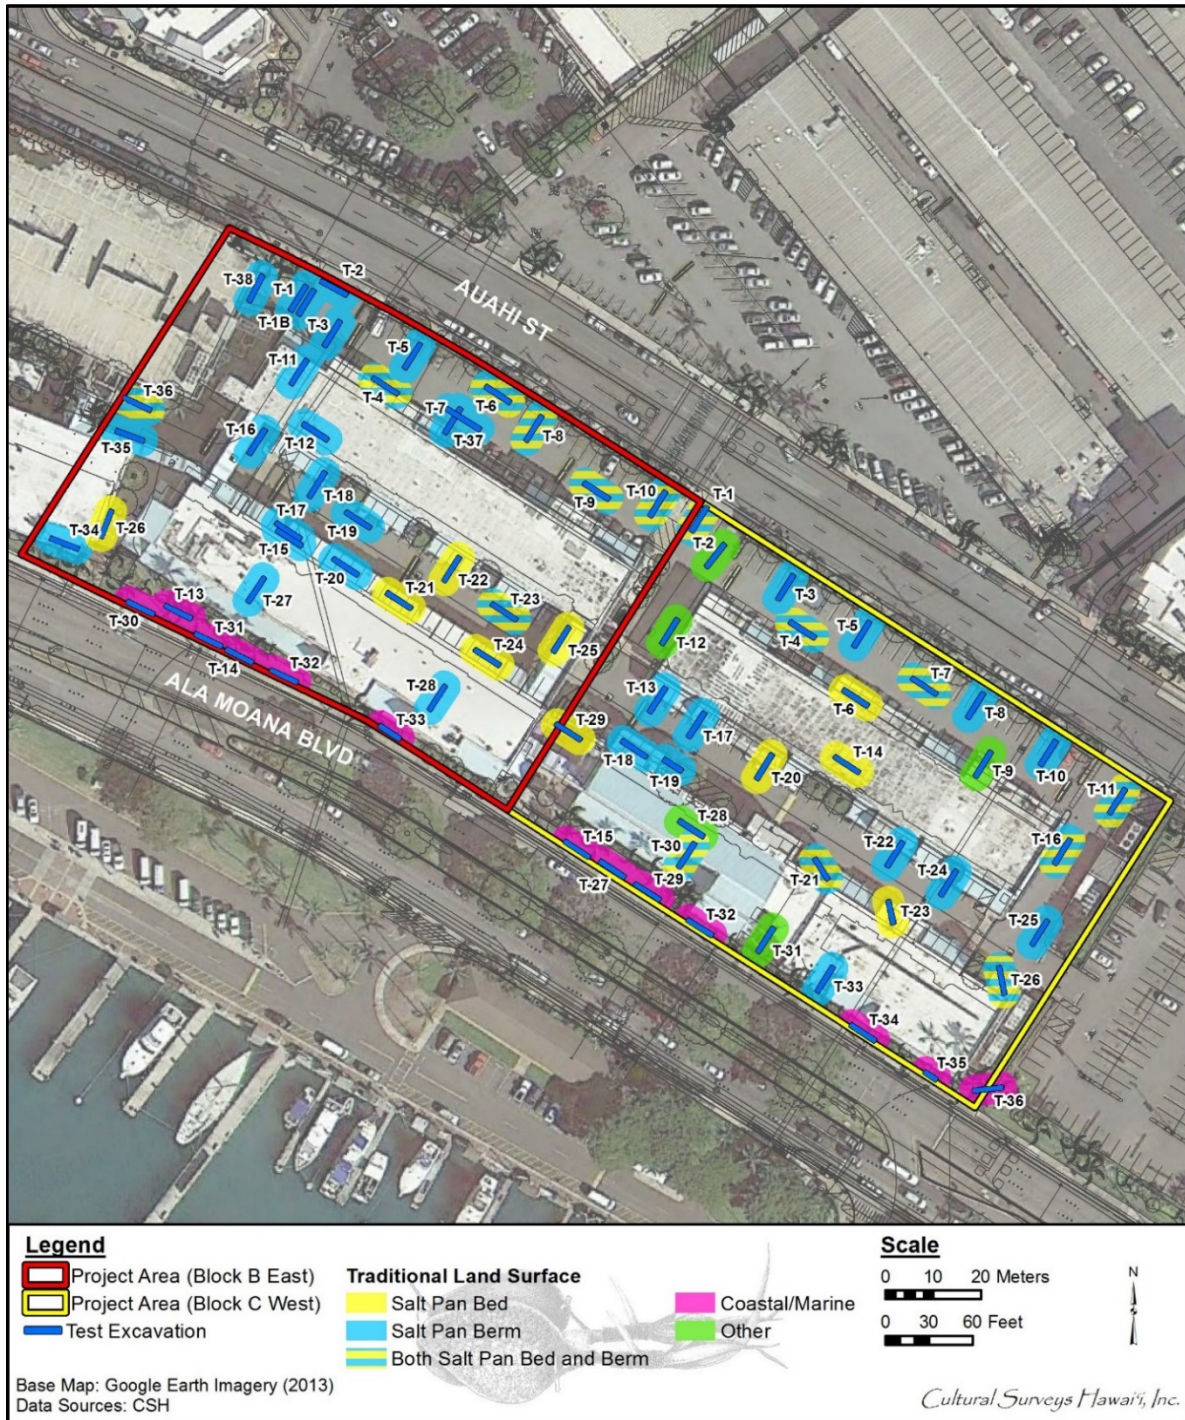 AUAHI ST
ALA MOANA BLVD
T-38
T-1
T-2
T-1B
T-3
T-5
T-11
T-4
T-6
T-7
T-8
T-37
T-36
T-35
T-16
T-12
T-9
T-10
T-18
T-17
T-19
T-15
T-34
T-26
T-20
T-22
T-21
T-23
T-27
T-13
T-30
T-31
T-24
T-25
T-14
T-32
T-28
T-33
T-29
T-1
T-2
T-3
T-12
T-4
T-5
T-13
T-7
T-6
T-8
T-17
T-18
T-14
T-9
T-10
T-19
T-20
T-11
T-28
T-15
T-30
T-22
T-16
T-27
T-29
T-21
T-24
T-32
T-23
T-25
T-31
T-26
T-33
T-34
T-35
T-36
Legend
Project Area (Block B East)
Project Area (Block C West)
Test Excavation
Base Map: Google Earth Imagery (2013)
Data Sources: CSH
Traditional Land Surface
Salt Pan Bed
Salt Pan Berm
Both Salt Pan Bed and Berm
Coastal/Marine
Other
Scale
0 10 20 Meters
0 30 60 Feet
N
Cultural Surveys Hawai‘i, Inc.